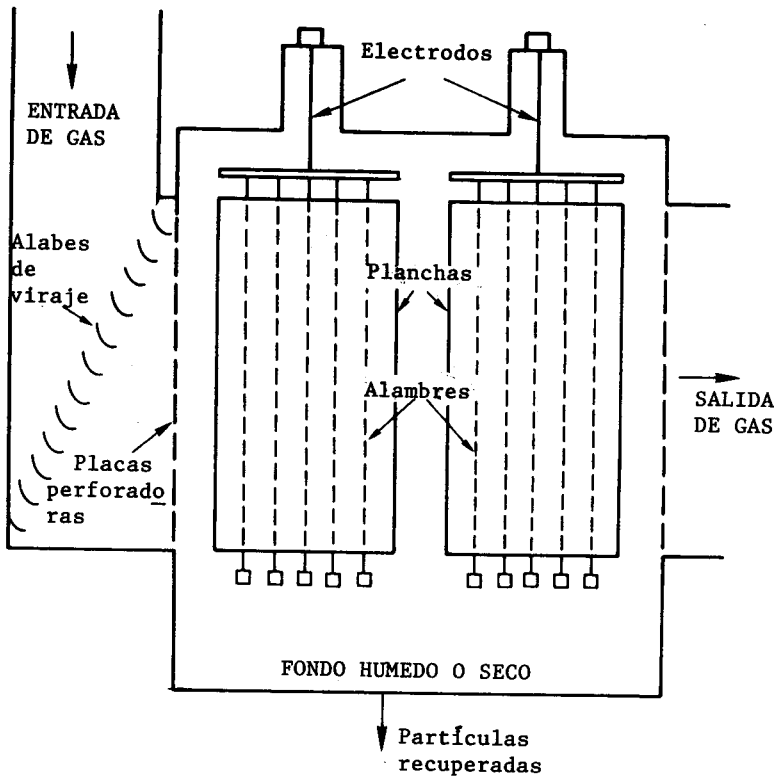 Electrodos
ENTRADA
DE GAS
Alabes
de
viraje
Planchas
Alambres
SALIDA
DE GAS
Placas
perforado
ras
FONDO HUMEDO O SECO
Partículas
recuperadas